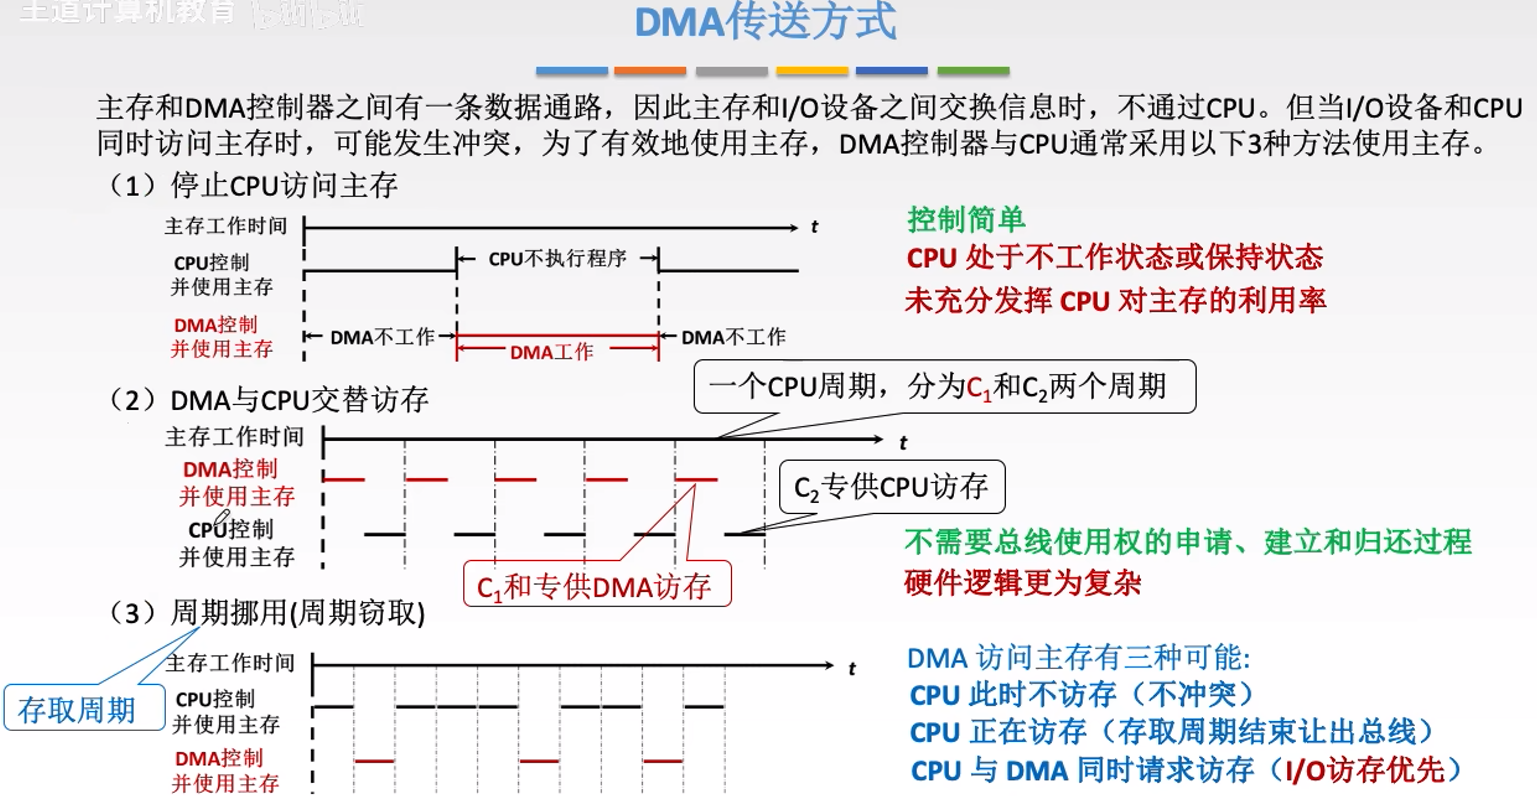 王道计算机教育 bilibili
DMA传送方式
主存和DMA控制器之间有一条数据通路，因此主存和I/O设备之间交换信息时，不通过CPU。但当I/O设备和CPU
同时访问主存时，可能发生冲突，为了有效地使用主存，DMA控制器与CPU通常采用以下3种方法使用主存。
（1）停止CPU访问主存
主存工作时间
t
CPU控制
并使用主存
CPU不执行程序
DMA控制
并使用主存
DMA不工作
DMA工作
DMA不工作
控制简单
CPU 处于不工作状态或保持状态
未充分发挥 CPU 对主存的利用率
（2）DMA与CPU交替访存
一个CPU周期，分为C₁和C₂两个周期
主存工作时间
t
DMA控制
并使用主存
C₂专供CPU访存
CPU控制
并使用主存
C₁和专供DMA访存
不需要总线使用权的申请、建立和归还过程
硬件逻辑更为复杂
（3）周期挪用(周期窃取)
存取周期
主存工作时间
t
CPU控制
并使用主存
DMA控制
并使用主存
DMA 访问主存有三种可能:
CPU 此时不访存（不冲突）
CPU 正在访存（存取周期结束让出总线）
CPU 与 DMA 同时请求访存（I/O访存优先）